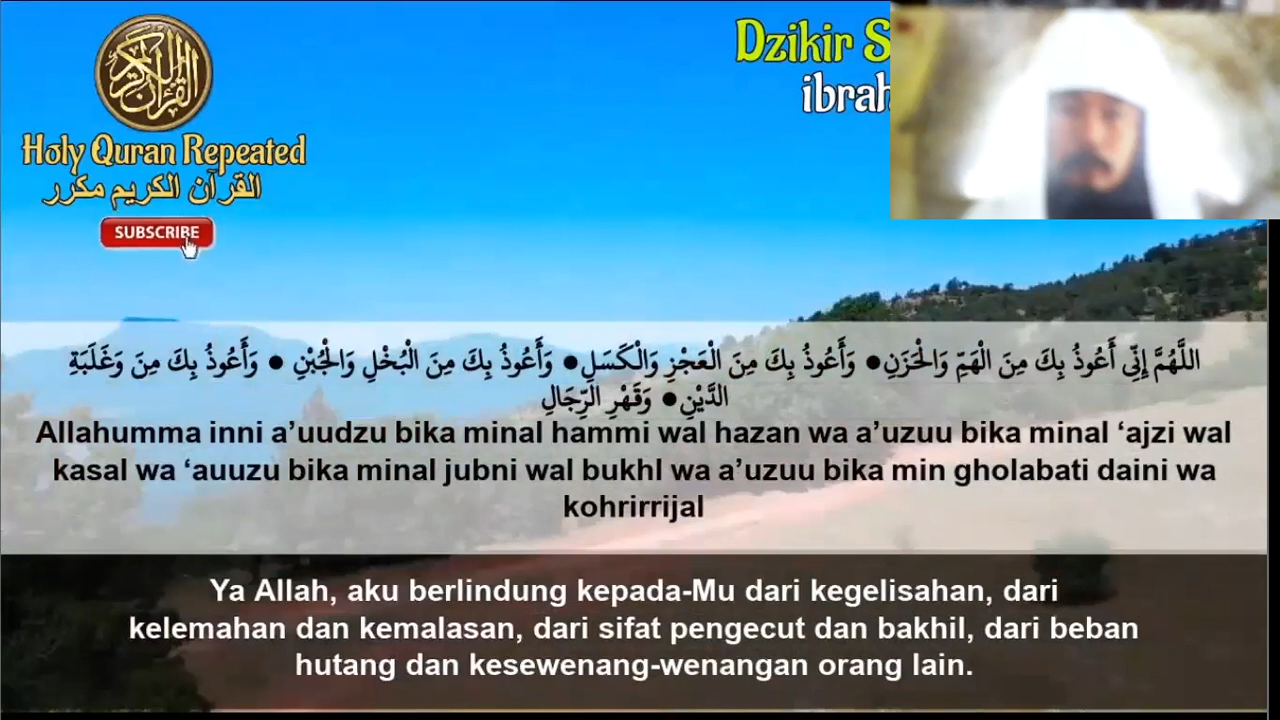 Holy Quran Repeated
القرآن الكريم مكرر
SUBSCRIBE
Dzikir
اللَّهُمَّ إِنِّي أَعُوذُ بِكَ مِنَ الْهَمِّ وَالْحَزَنِ● وَأَعُوذُ بِكَ مِنَ الْعَجْزِ وَالْكَسَلِ● وَأَعُوذُ بِكَ مِنَ الْبُخْلِ وَالْجُبْنِ ● وَأَعُوذُ بِكَ مِنَ وَغَلَبَةِ
الدَّيْنِ● وَقَهْرِ الرِّجَالِ
Allahumma inni a’uudzu bika minal hammi wal hazan wa a’uzuu bika minal ‘ajzi wal
kasal wa ‘auuzu bika minal jubni wal bukhl wa a’uzuu bika min gholabati daini wa
kohrirrijal
Ya Allah, aku berlindung kepada-Mu dari kegelisahan, dari
kelemahan dan kemalasan, dari sifat pengecut dan bakhil, dari beban
hutang dan kesewenang-wenangan orang lain.